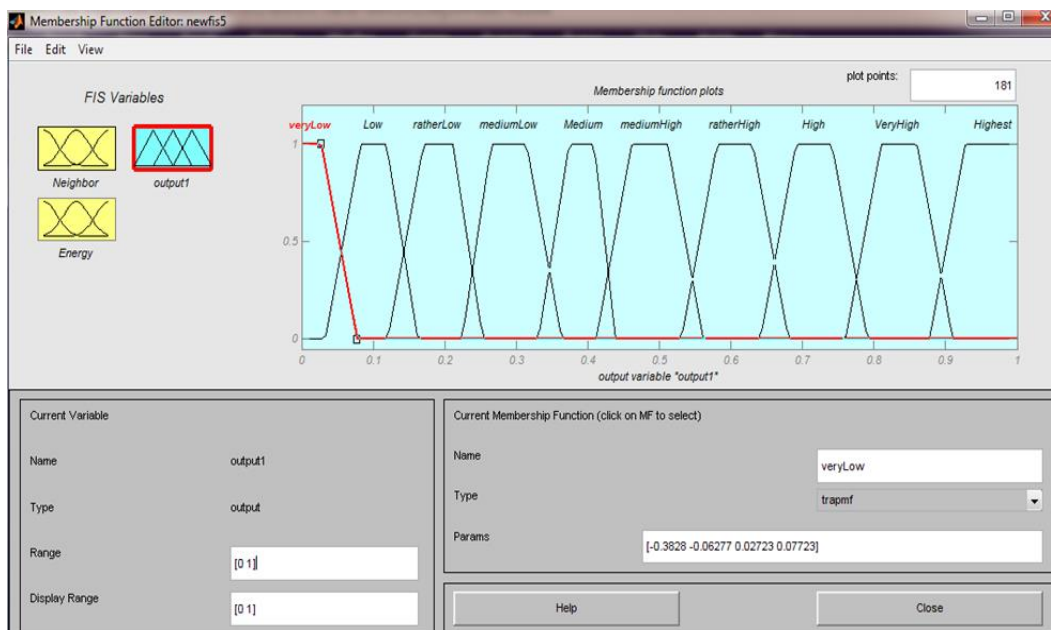 Membership Function Editor: newfis5
File Edit View
FIS Variables
Neighbor
output1
Energy
plot points:
181
Membership function plots
veryLow Low ratherLow mediumLow Medium mediumHigh ratherHigh High VeryHigh Highest
1
0.5
0
0 0.1 0.2 0.3 0.4 0.5 0.6 0.7 0.8 0.9 1
output variable "output1"
Current Variable
Name output1
Type output
Range [0 1]
Display Range [0 1]
Current Membership Function (click on MF to select)
Name veryLow
Type trapmf
Params [-0.3828 -0.06277 0.02723 0.07723]
Help Close